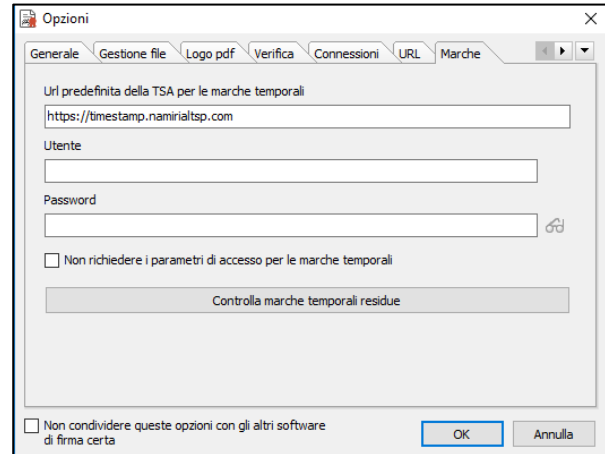 Opzioni
Generale Gestione file Logo pdf Verifica Connessioni URL Marche
Url predefinita della TSA per le marche temporali
https://timestamp.namirialtsp.com
Utente
Password
Non richiedere i parametri di accesso per le marche temporali
Controlla marche temporali residue
Non condividere queste opzioni con gli altri software
di firma certa
OK Annulla